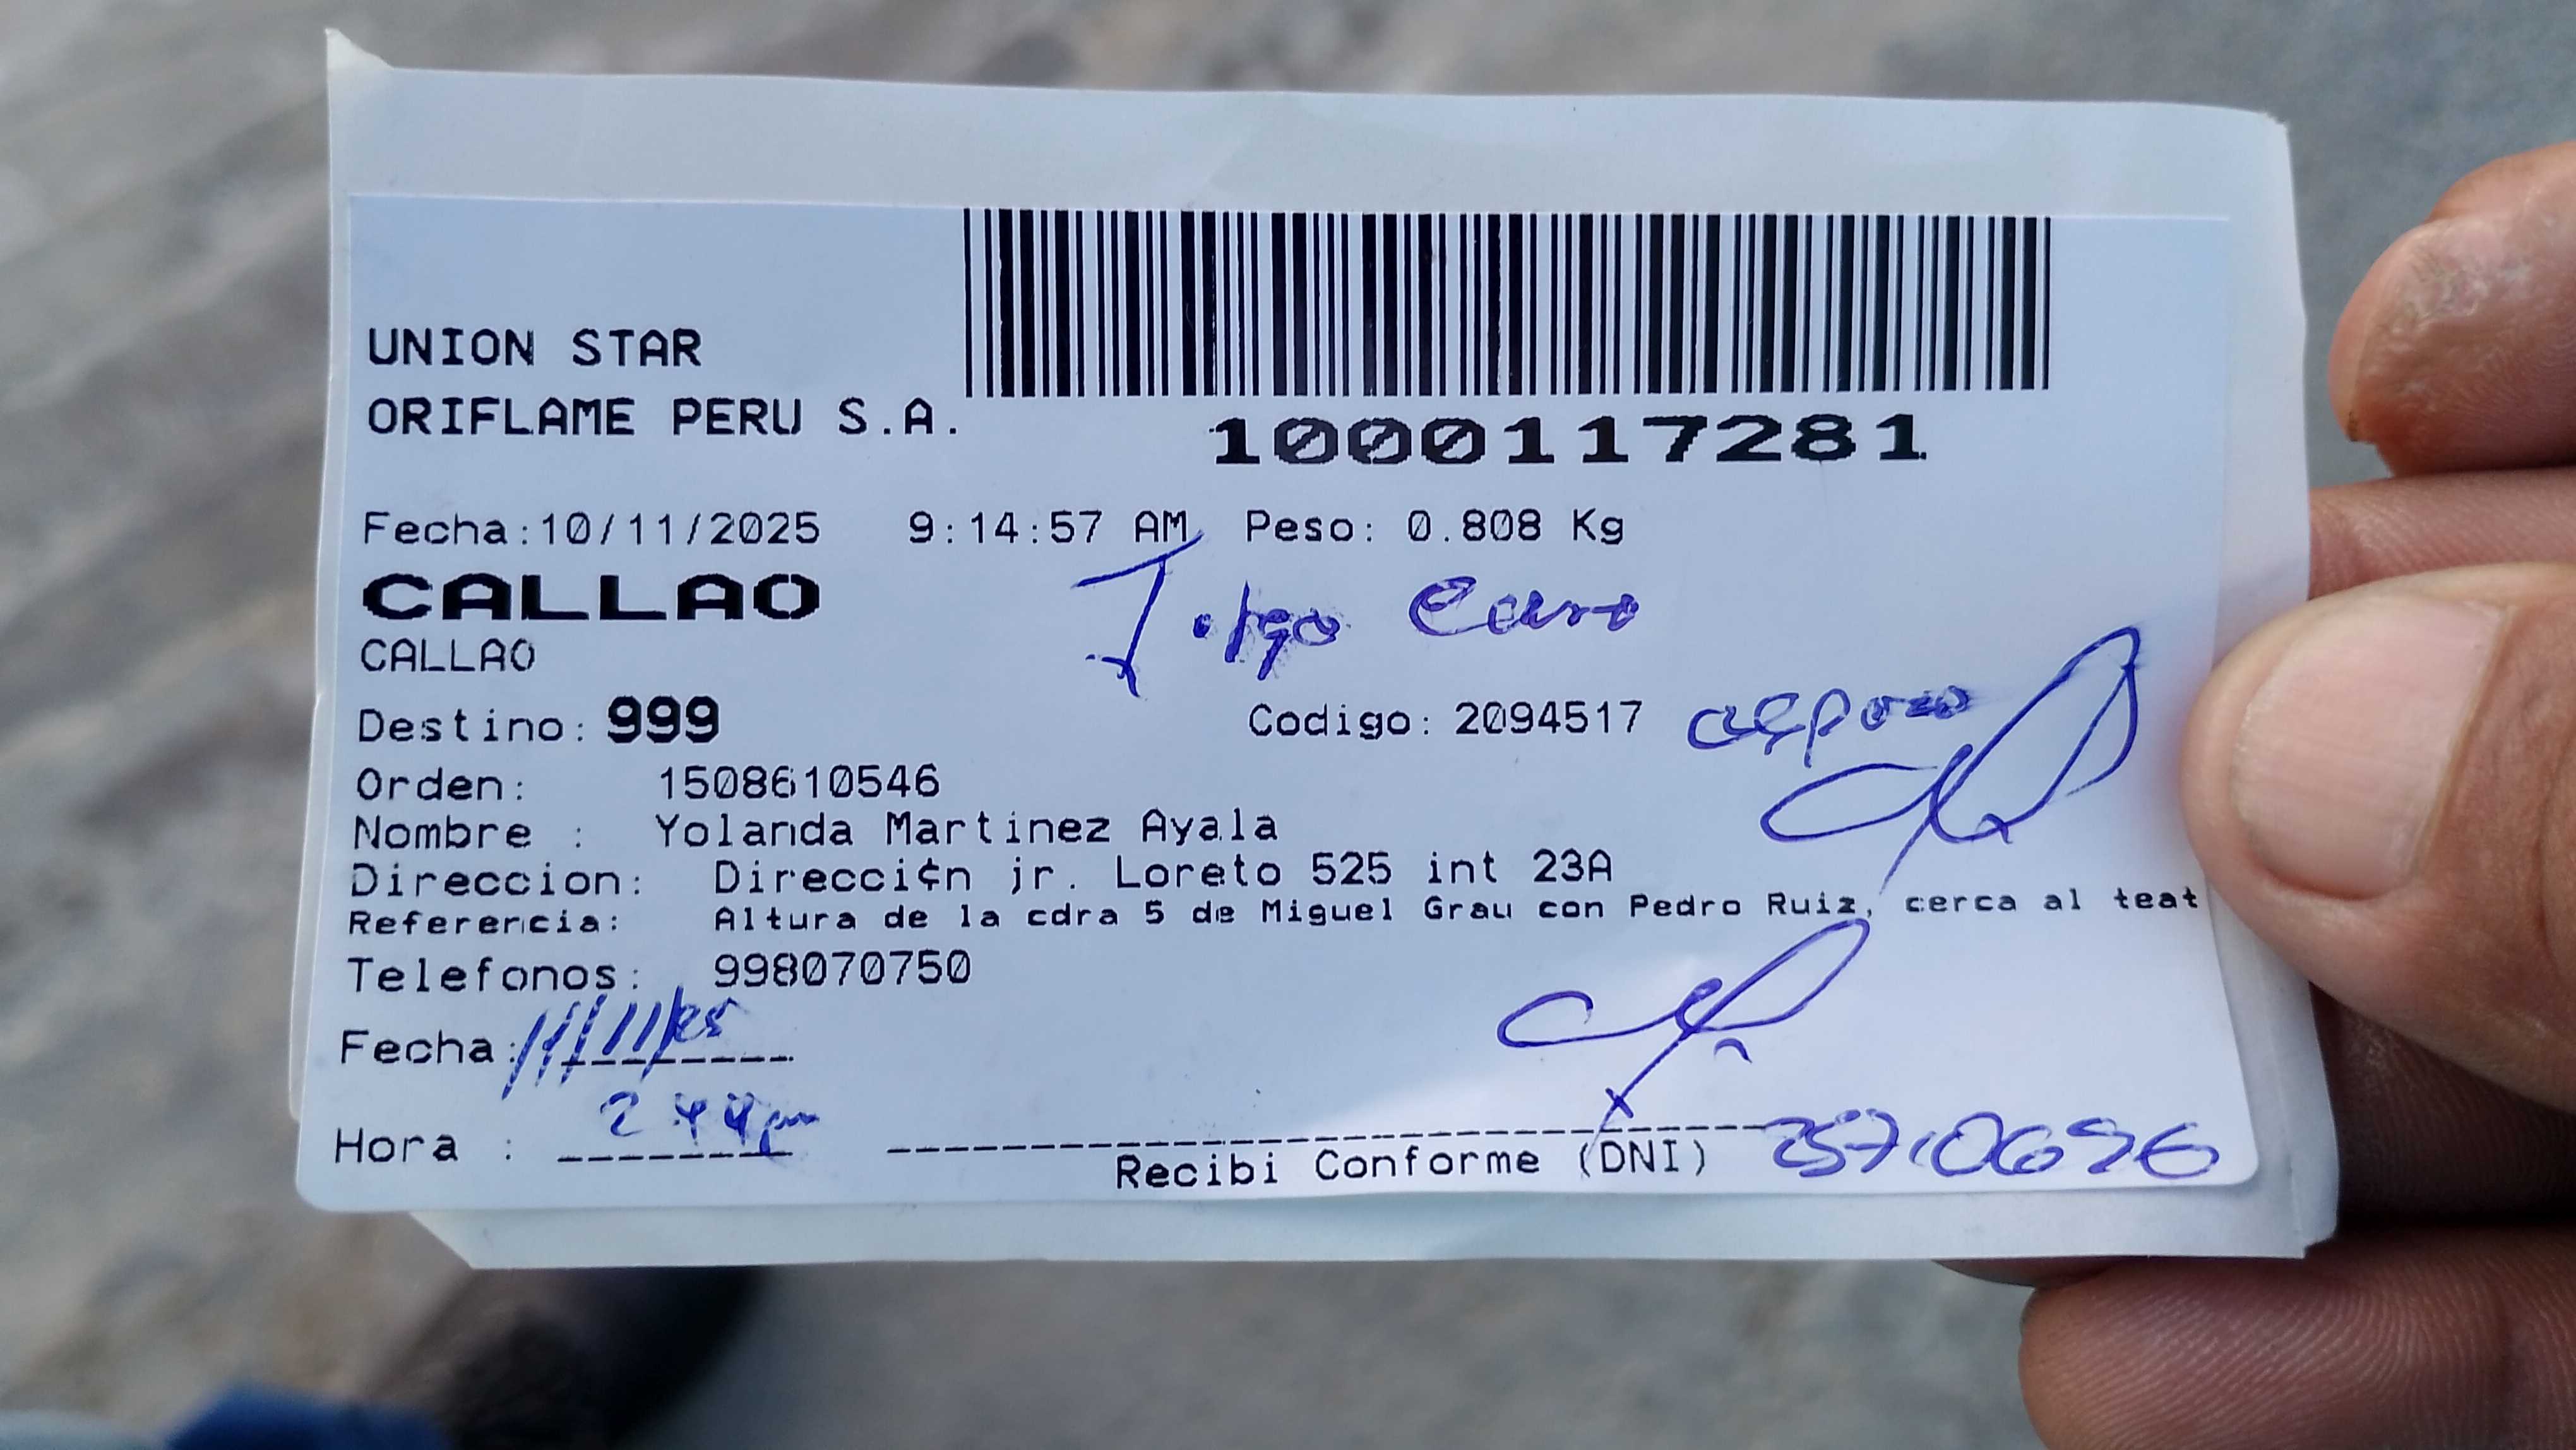 UNION STAR
ORIFLAME PERU S.A.
1000117281
Fecha:10/11/2025 9:14:57 AM Peso: 0.808 Kg
CALLAO
CALLAO
Destino: 999 Codigo: 2094517 esposo
Orden: 1508610546
Nombre : Yolanda Martinez Ayala
Direccion: Direcci¢n jr. Loreto 525 int 23A
Referencia: Altura de la cdra 5 de Miguel Grau con Pedro Ruiz, cerca al teat
Telefonos: 998070750
Fecha: 11/11/25
Hora : 2 44pm
Recibi Conforme (DNI)